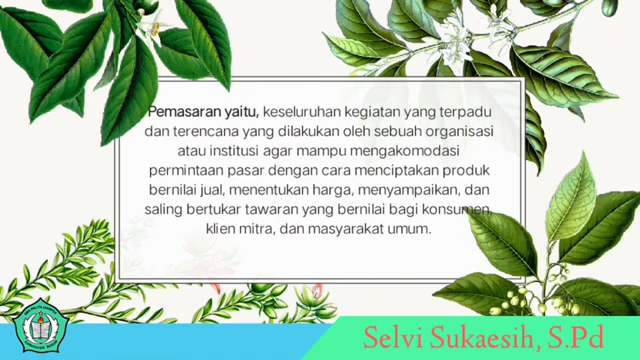 Pemasaran yaitu, keseluruhan kegiatan yang terpadu
dan terencana yang dilakukan oleh sebuah organisasi
atau institusi agar mampu mengakomodasi
permintaan pasar dengan cara menciptakan produk
bernilai jual, menentukan harga, menyampaikan, dan
saling bertukar tawaran yang bernilai bagi konsumen,
klien mitra, dan masyarakat umum.
Selvi Sukaesih, S.Pd